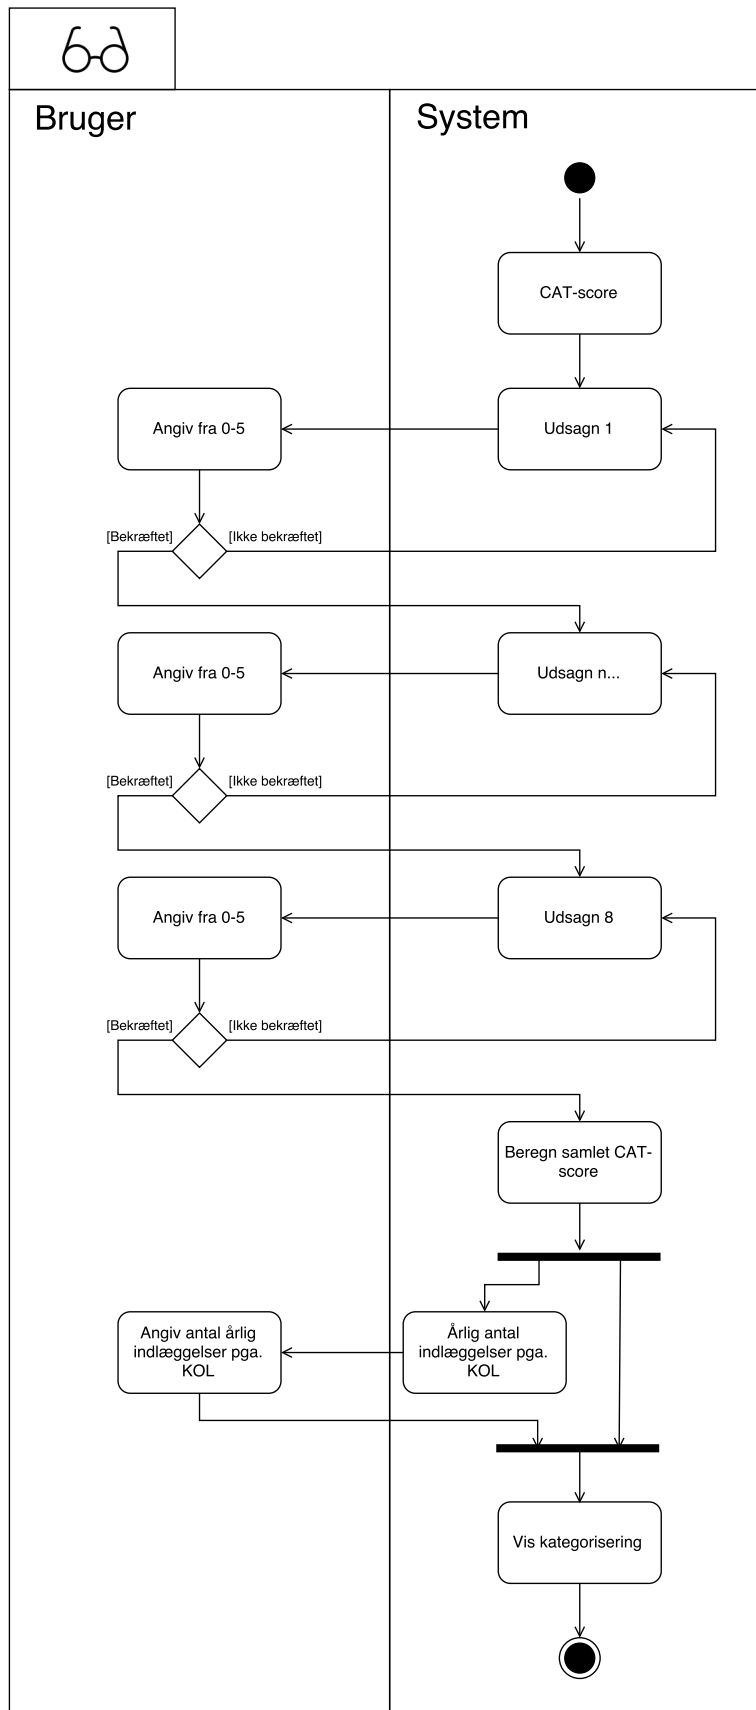 Bruger
System
CAT-score
Angiv fra 0-5
Udsagn 1
[Bekræftet]
[Ikke bekræftet]
Angiv fra 0-5
Udsagn n...
[Bekræftet]
[Ikke bekræftet]
Angiv fra 0-5
Udsagn 8
[Bekræftet]
[Ikke bekræftet]
Beregn samlet CAT-
score
Angiv antal årlig
indlæggelser pga.
KOL
Årlig antal
indlæggelser pga.
KOL
Vis kategorisering